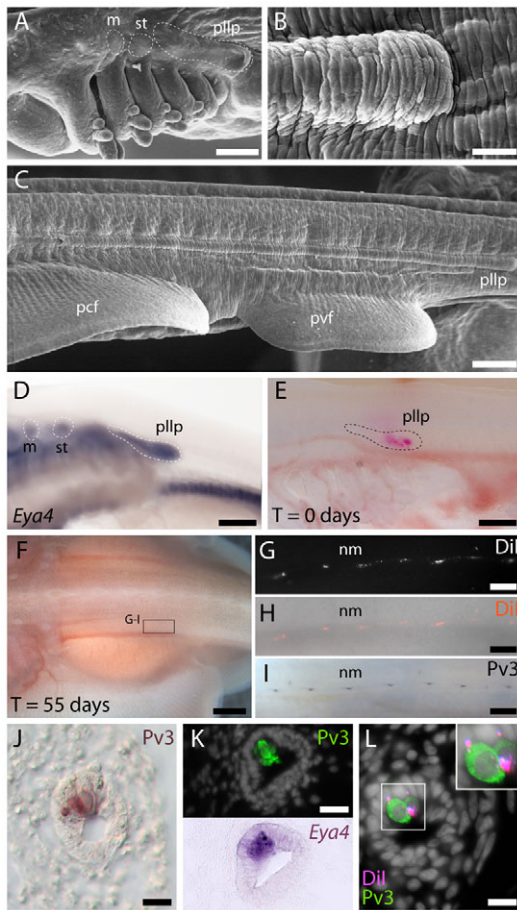 A
m
st
pllp
B
C
pcf
pvf
pllp
D
m
st
pllp
Eya4
E
pllp
T = 0 days
F
G-I
T = 55 days
G
nm
DiI
H
nm
DiI
I
nm
Pv3
J
Pv3
K
Pv3
Eya4
L
DiI
Pv3